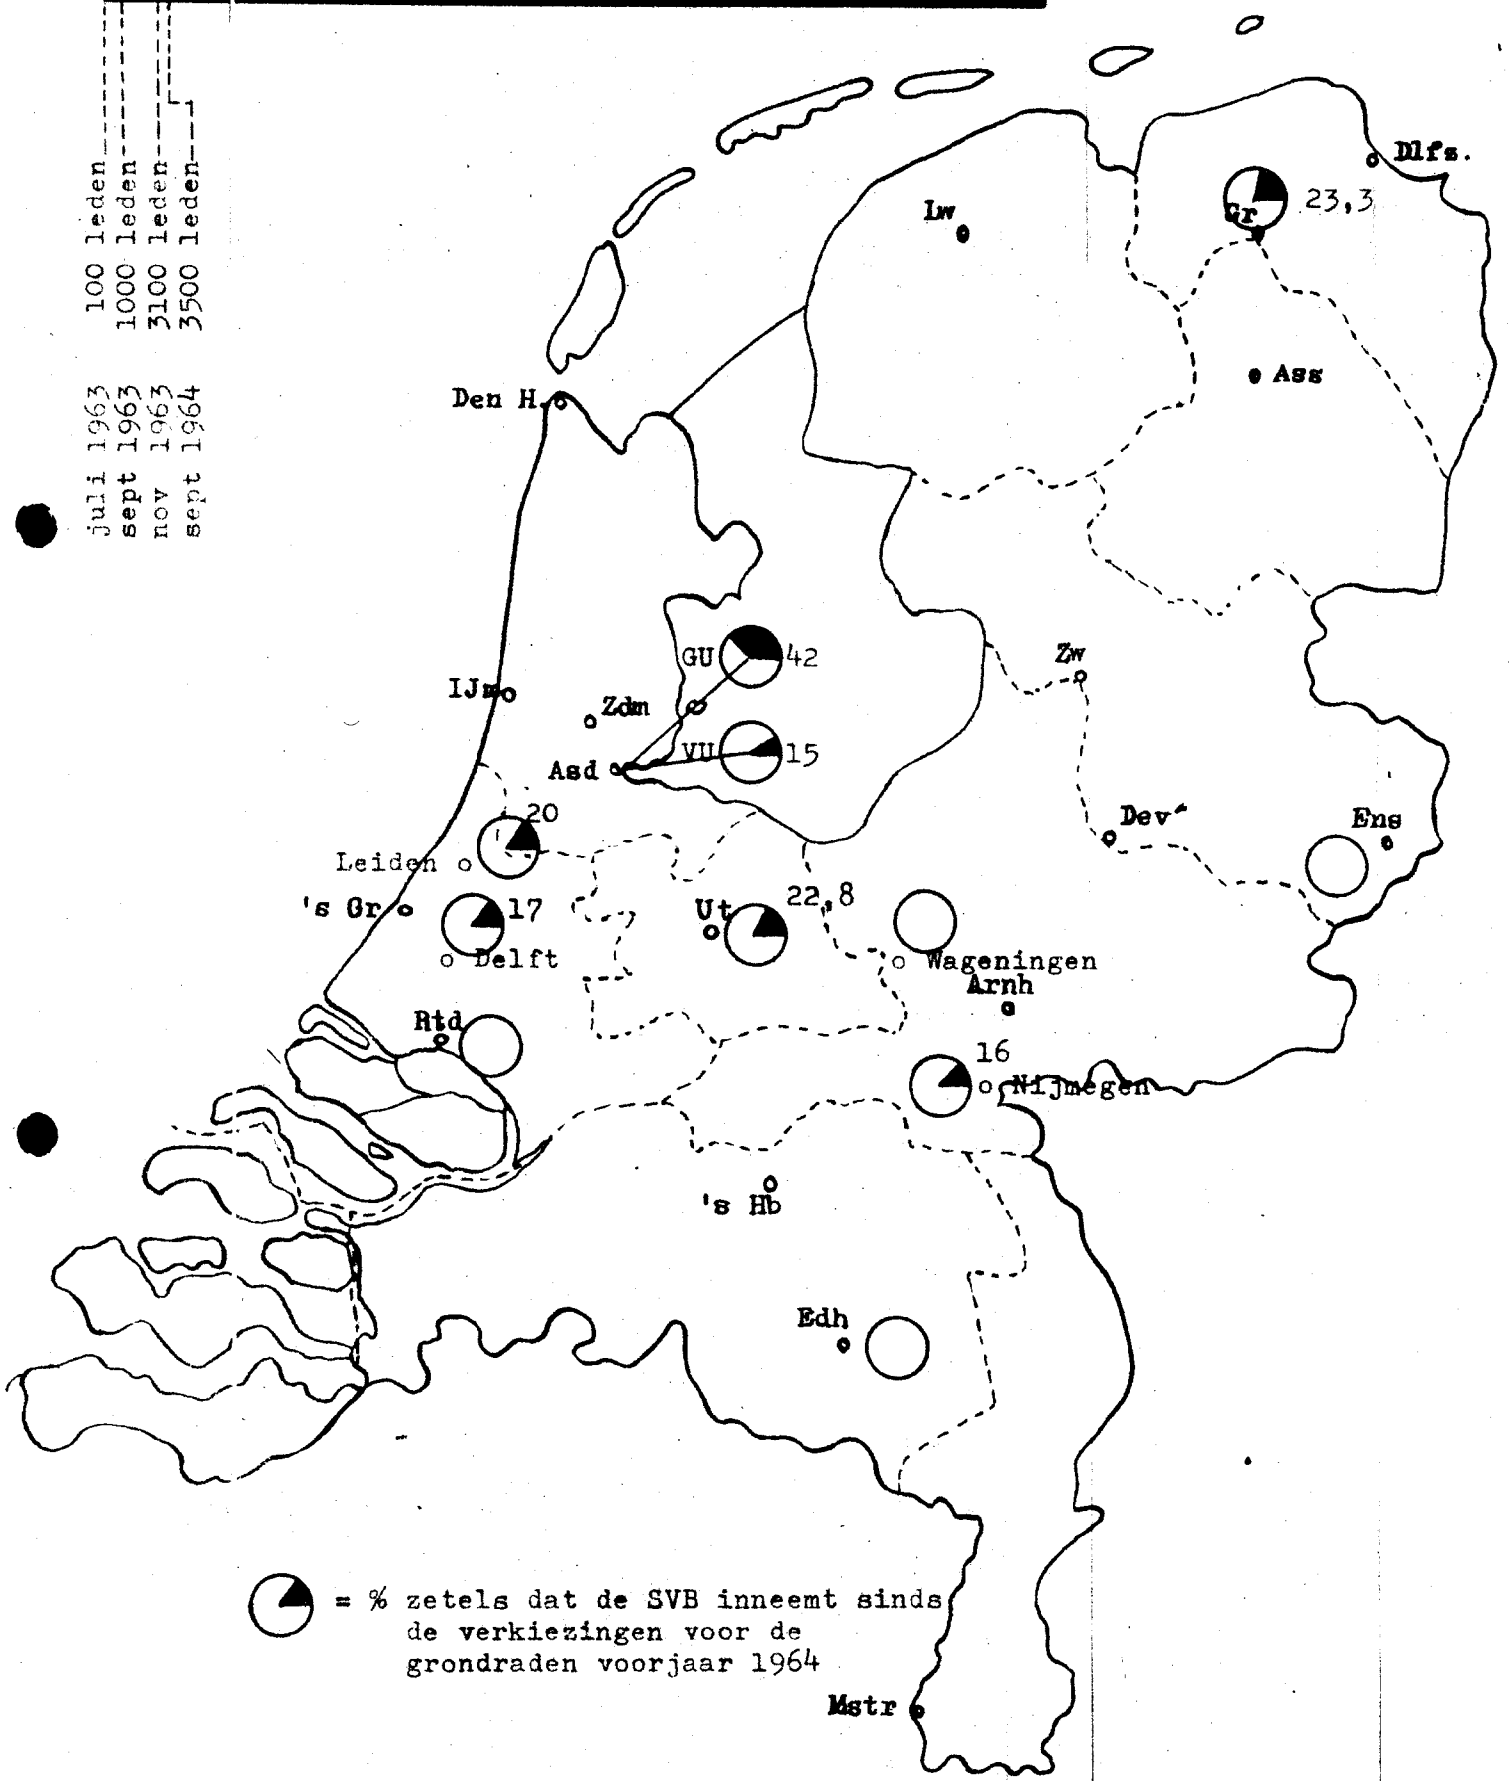 juli 1963 100 leden
sept 1963 1000 leden
nov 1963 3100 leden
sept 1964 3500 leden
Dlfs.
Gr 23,3
Lw
Ass
Den H.
GU 42
Zw
IJm
Zdm
VU 15
Asd
20
Dev
Ens
Leiden
's Gr
17
Ut
22,8
Delft
Wageningen
Arnh
Rtd
16
Nijmegen
's Hb
Edh
= % zetels dat de SVB inneemt sinds
de verkiezingen voor de
grondraden voorjaar 1964
Mstr